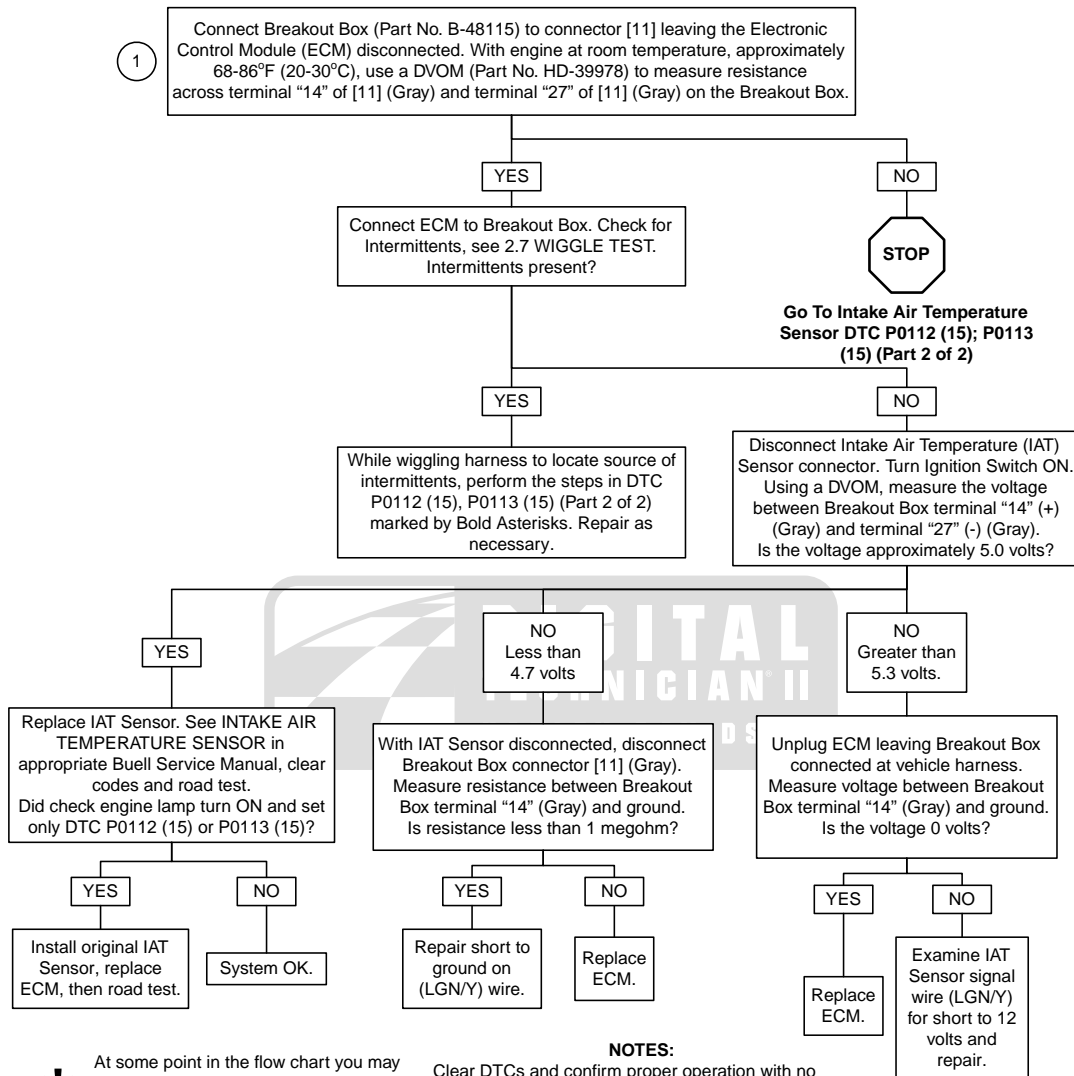 1
Connect Breakout Box (Part No. B-48115) to connector [11] leaving the Electronic
Control Module (ECM) disconnected. With engine at room temperature, approximately
68-86°F (20-30°C), use a DVOM (Part No. HD-39978) to measure resistance
across terminal “14” of [11] (Gray) and terminal “27” of [11] (Gray) on the Breakout Box.
YES
NO
Connect ECM to Breakout Box. Check for
Intermittents, see 2.7 WIGGLE TEST.
Intermittents present?
STOP
Go To Intake Air Temperature
Sensor DTC P0112 (15); P0113
(15) (Part 2 of 2)
YES
NO
While wiggling harness to locate source of
intermittents, perform the steps in DTC
P0112 (15), P0113 (15) (Part 2 of 2)
marked by Bold Asterisks. Repair as
necessary.
Disconnect Intake Air Temperature (IAT)
Sensor connector. Turn Ignition Switch ON.
Using a DVOM, measure the voltage
between Breakout Box terminal “14” (+)
(Gray) and terminal “27” (-) (Gray).
Is the voltage approximately 5.0 volts?
YES
NO
Less than
4.7 volts
NO
Greater than
5.3 volts.
Replace IAT Sensor. See INTAKE AIR
TEMPERATURE SENSOR in
appropriate Buell Service Manual, clear
codes and road test.
Did check engine lamp turn ON and set
only DTC P0112 (15) or P0113 (15)?
With IAT Sensor disconnected, disconnect
Breakout Box connector [11] (Gray).
Measure resistance between Breakout
Box terminal “14” (Gray) and ground.
Is resistance less than 1 megohm?
Unplug ECM leaving Breakout Box
connected at vehicle harness.
Measure voltage between Breakout
Box terminal “14” (Gray) and ground.
Is the voltage 0 volts?
YES
NO
YES
NO
YES
NO
Install original IAT
Sensor, replace
ECM, then road test.
System OK.
Repair short to
ground on
(LGN/Y) wire.
Replace
ECM.
Replace
ECM.
Examine IAT
Sensor signal
wire (LGN/Y)
for short to 12
volts and
repair.
At some point in the flow chart you may
NOTES:
Clear DTCs and confirm proper operation with no